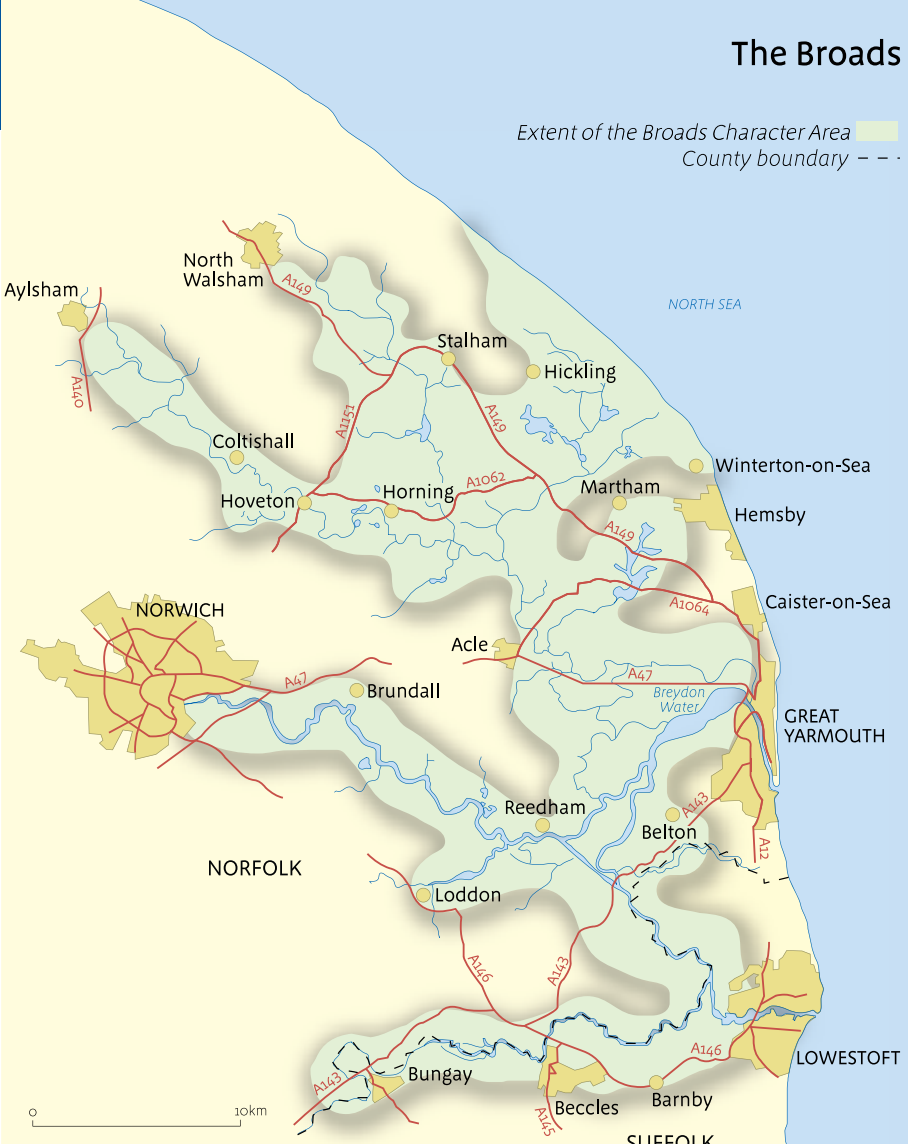 The Broads
Extent of the Broads Character Area
County boundary
North
Walsham
A149
Aylsham
A140
NORTH SEA
Stalham
Hickling
A1151
A149
Coltishall
Winterton-on-Sea
A1062
Hoveton
Horning
Martham
Hemsby
A149
NORWICH
A1064
Caister-on-Sea
Acle
A47
A47
Brundall
Breydon
Water
GREAT
YARMOUTH
Reedham
A143
Belton
A12
NORFOLK
Loddon
A146
A143
A146
LOWESTOFT
A143
Bungay
Beccles
Barnby
A145
0
10km
SUFFOLK